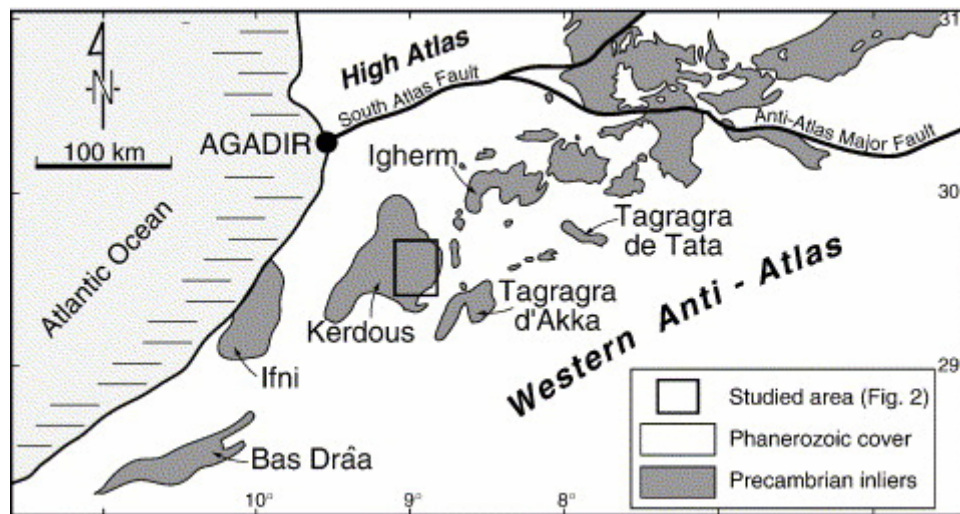 High Atlas
South Atlas Fault
31
N
100 km
AGADIR
Anti-Atlas
Major Fault
Igherm
30
Atlantic Ocean
Tagragra
de Tata
Western Anti - Atlas
Kerdous
Tagragra
d'Akka
Ifni
29
Bas Drâa
Studied area (Fig. 2)
Phanerozoic cover
Precambrian inliers
10°
9°
8°